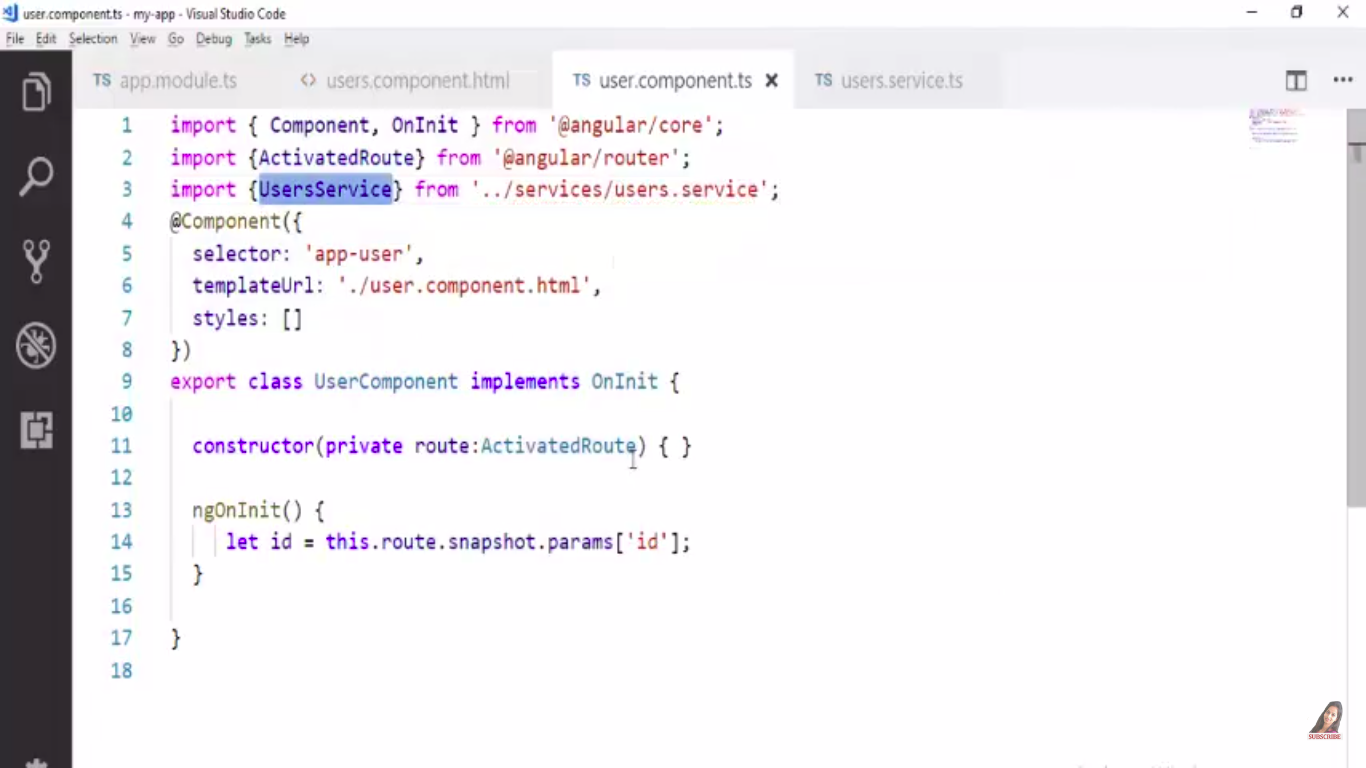 user.component.ts - my-app - Visual Studio Code
File Edit Selection View Go Debug Tasks Help
TS app.module.ts <> users.component.html TS user.component.ts TS users.service.ts
1 import { Component, OnInit } from '@angular/core';
2 import {ActivatedRoute} from '@angular/router';
3 import {UsersService} from '../services/users.service';
4 @Component({
5 selector: 'app-user',
6 templateUrl: './user.component.html',
7 styles: []
8 })
9 export class UserComponent implements OnInit {
10
11 constructor(private route:ActivatedRoute) { }
12
13 ngOnInit() {
14 let id = this.route.snapshot.params['id'];
15 }
16
17 }
18
SUBSCRIBE